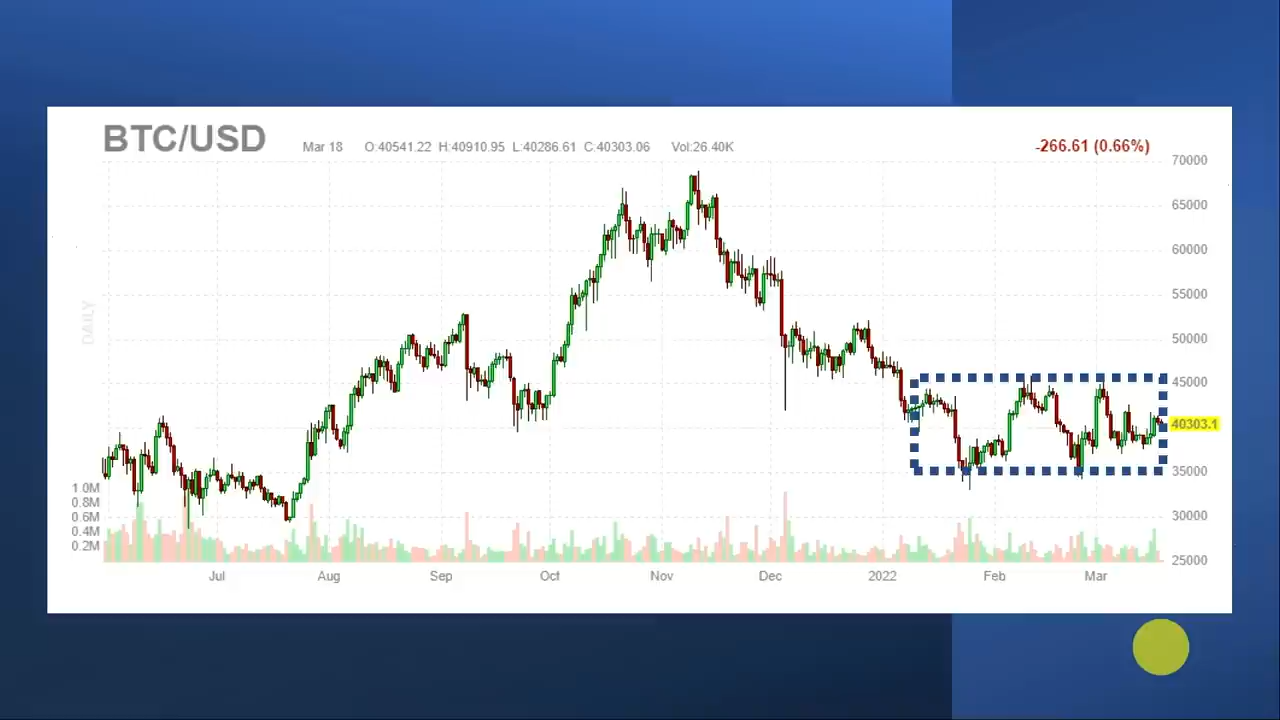 BTC/USD Mar 18 O:40541.22 H:40910.95 L:40286.61 C:40303.06 Vol:26.40K -266.61 (0.66%)
70000
65000
60000
55000
DAILY
50000
45000
40303.1
35000
1.0M
0.8M
0.6M 30000
0.4M
0.2M
25000
Jul Aug Sep Oct Nov Dec 2022 Feb Mar